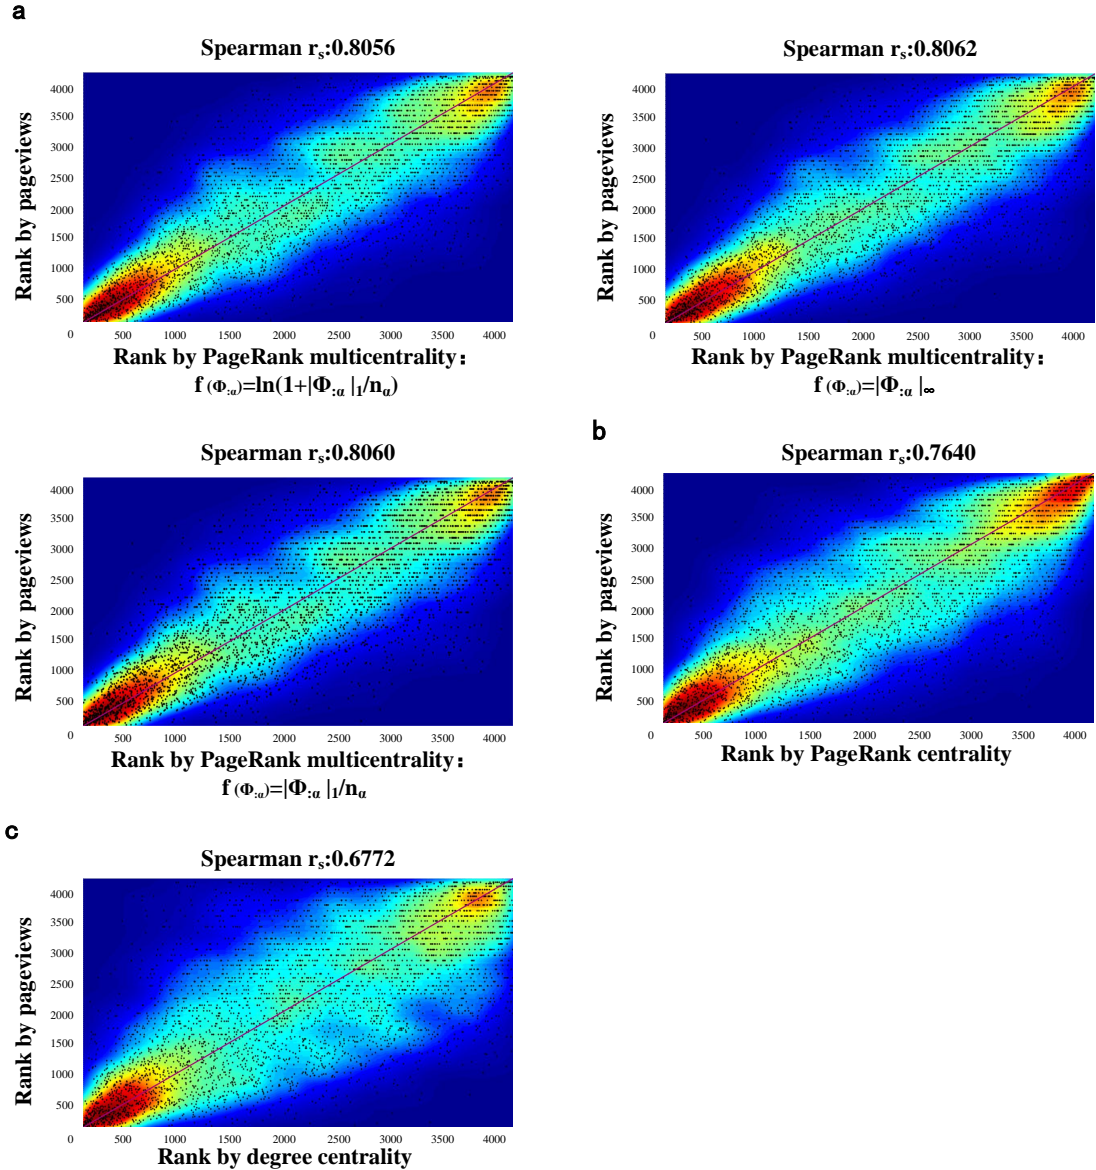 a
Spearman rₛ:0.8056
Rank by pageviews
4000
3500
3000
2500
2000
1500
1000
500
0 500 1000 1500 2000 2500 3000 3500 4000
Rank by PageRank multicentrality:
f (Φ:α)=ln(1+|Φ:α |₁/nα)
Spearman rₛ:0.8062
Rank by pageviews
4000
3500
3000
2500
2000
1500
1000
500
0 500 1000 1500 2000 2500 3000 3500 4000
Rank by PageRank multicentrality:
f (Φ:α)=|Φ:α |∞
Spearman rₛ:0.8060
Rank by pageviews
4000
3500
3000
2500
2000
1500
1000
500
0 500 1000 1500 2000 2500 3000 3500 4000
Rank by PageRank multicentrality:
f (Φ:α)=|Φ:α |₁/nα
b
Spearman rₛ:0.7640
Rank by pageviews
4000
3500
3000
2500
2000
1500
1000
500
0 500 1000 1500 2000 2500 3000 3500 4000
Rank by PageRank centrality
c
Spearman rₛ:0.6772
Rank by pageviews
4000
3500
3000
2500
2000
1500
1000
500
0 500 1000 1500 2000 2500 3000 3500 4000
Rank by degree centrality